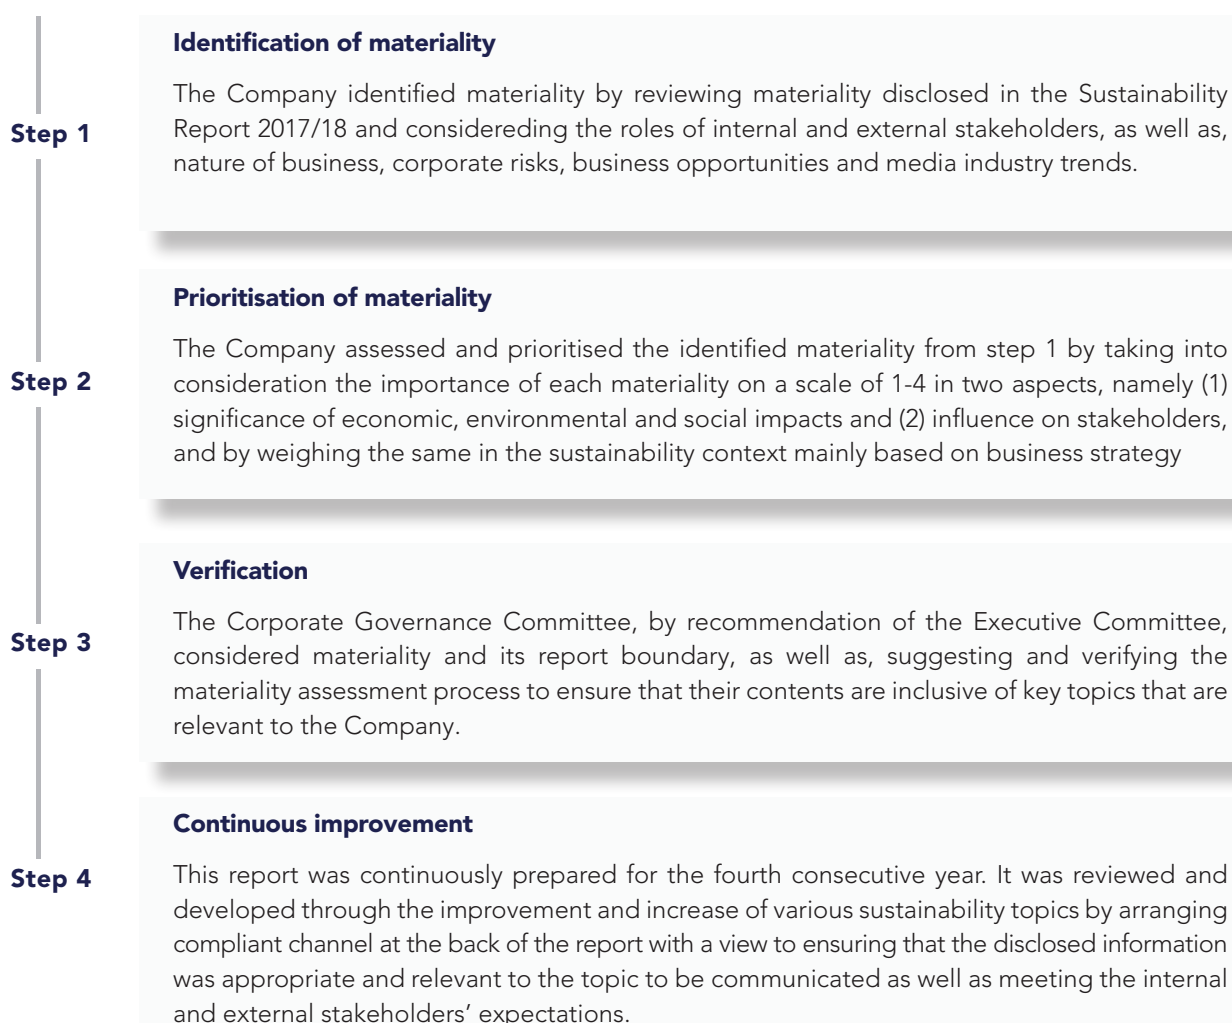 Identification of materiality
The Company identified materiality by reviewing materiality disclosed in the Sustainability
Step 1
Report 2017/18 and considereding the roles of internal and external stakeholders, as well as,
nature of business, corporate risks, business opportunities and media industry trends.
Prioritisation of materiality
The Company assessed and prioritised the identified materiality from step 1 by taking into
Step 2
consideration the importance of each materiality on a scale of 1-4 in two aspects, namely (1)
significance of economic, environmental and social impacts and (2) influence on stakeholders,
and by weighing the same in the sustainability context mainly based on business strategy
Verification
The Corporate Governance Committee, by recommendation of the Executive Committee,
Step 3
considered materiality and its report boundary, as well as, suggesting and verifying the
materiality assessment process to ensure that their contents are inclusive of key topics that are
relevant to the Company.
Continuous improvement
Step 4
This report was continuously prepared for the fourth consecutive year. It was reviewed and
developed through the improvement and increase of various sustainability topics by arranging
compliant channel at the back of the report with a view to ensuring that the disclosed information
was appropriate and relevant to the topic to be communicated as well as meeting the internal
and external stakeholders' expectations.